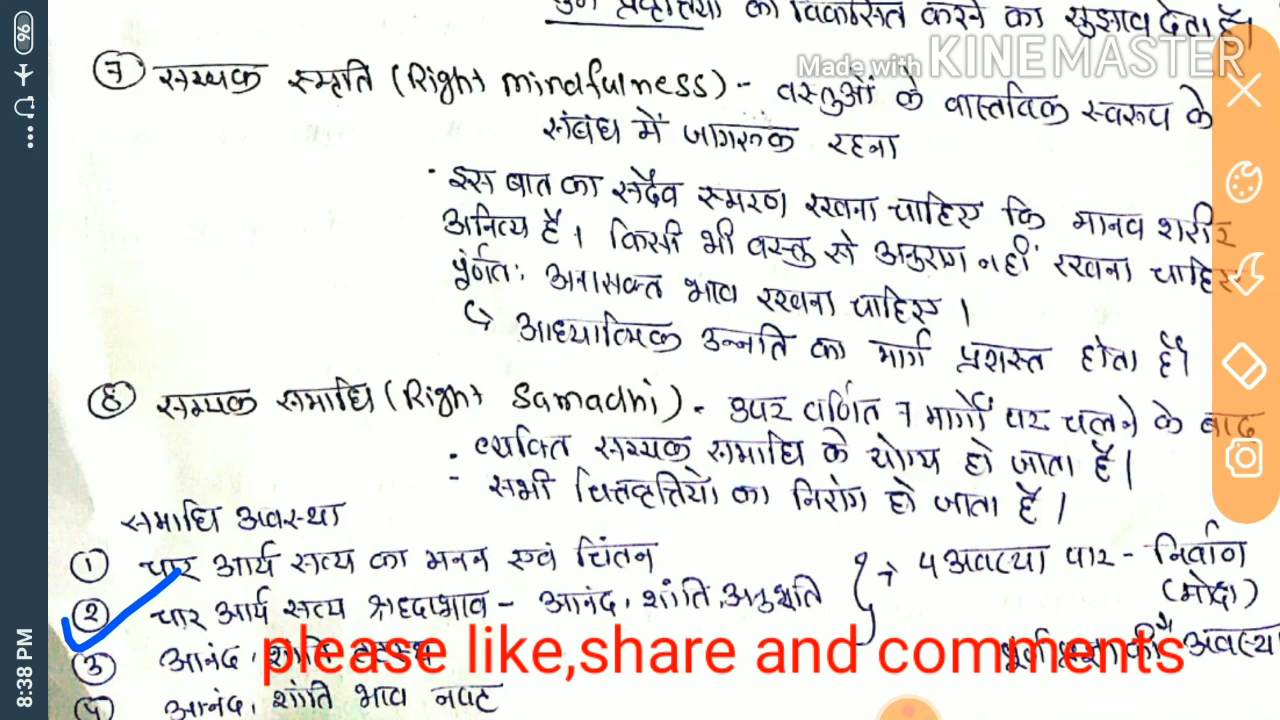 प्रवृत्तियों को विकसित करने का सुझाव देता है।
Made with KINEMASTER
⑦ सम्यक स्मृति (Right mindfulness) - वस्तुओं के वास्तविक स्वरूप के
संबंध में जागरूक रहना
· इस बात का सदैव स्मरण रखना चाहिए कि मानव शरीर
अनित्य है। किसी भी वस्तु से अनुराग नहीं रखना चाहिए
पूर्णतः अनासक्त भाव रखना चाहिए।
↳ आध्यात्मिक उन्नति का मार्ग प्रशस्त होता है।
⑧ सम्यक समाधि (Right Samadhi) - उपर वर्णित 7 मार्गों पर चलने के बाद
- व्यक्ति सम्यक समाधि के योग्य हो जाता है।
- सभी चित्तवृत्तियों का निरोग हो जाता है।
समाधि अवस्था
① चार आर्य सत्य का मनन एवं चिंतन
② चार आर्य सत्य श्रद्धाभाव - आनंद, शांति, अनुभूति
→ 4 अवस्था पार - निर्वाण
(मोक्ष)
③ आनंद, शांति
अवस्था
④ आनंद, शांति भाव नष्ट
please like,share and comments
96
8:38 PM